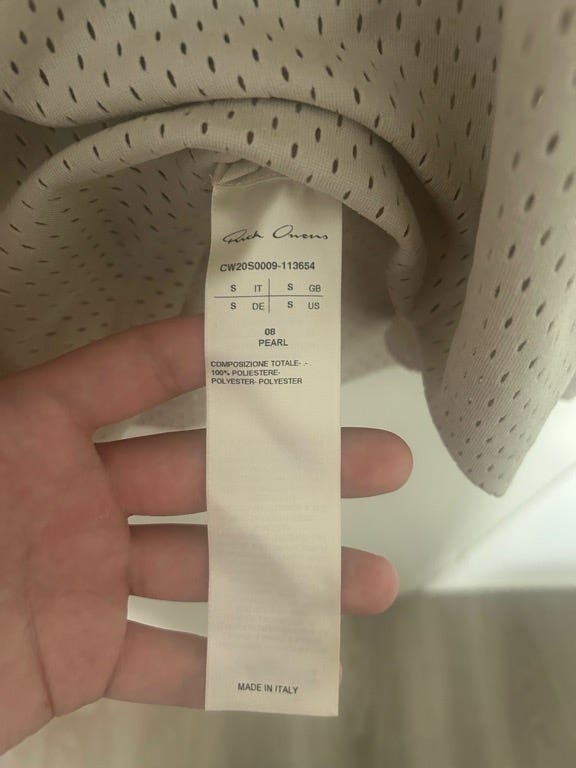 Rick Owens
CW20S0009-113654
S IT S GB
S DE S US
08
PEARL
COMPOSIZIONE TOTALE- .-.
100% POLIESTERE-
POLYESTER- POLYESTER
MADE IN ITALY